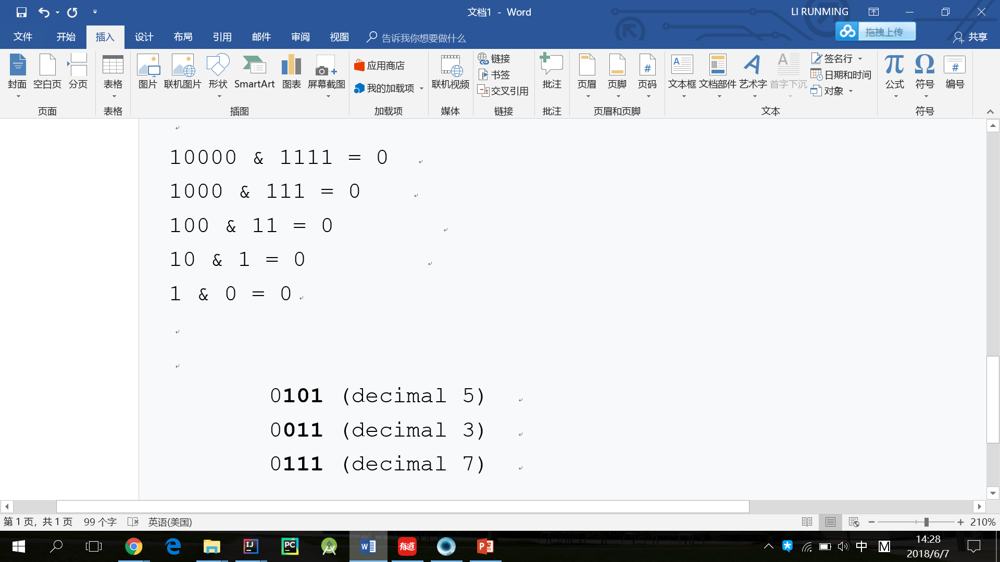 文档1 - Word
LI RUNMING
文件 开始 插入 设计 布局 引用 邮件 审阅 视图 告诉我你想要做什么
拖拽上传
共享
封面 空白页 分页
页面
表格
表格
图片 联机图片 形状 SmartArt 图表 屏幕截图
插图
应用商店
我的加载项
加载项
联机视频
媒体
链接
书签
交叉引用
链接
批注
批注
页眉 页脚 页码
页眉和页脚
文本框 文档部件 艺术字 首字下沉
签名行
日期和时间
对象
文本
公式 符号 编号
符号
10000 & 1111 = 0
1000 & 111 = 0
100 & 11 = 0
10 & 1 = 0
1 & 0 = 0
0101 (decimal 5)
0011 (decimal 3)
0111 (decimal 7)
第 1 页，共 1 页 99 个字 英语(美国)
210%
IJ PC W 有道 P
中 M
14:28
2018/6/7